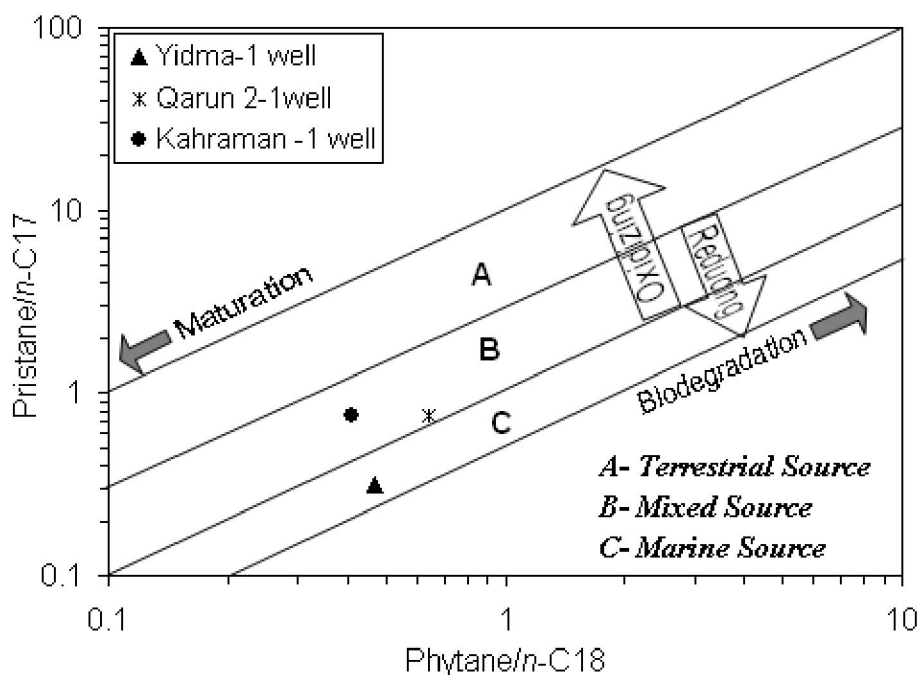 100
Yidma-1 well
Qarun 2-1well
Kahraman -1 well
10
1
0.1
Pristane/n-C17
Maturation
A
B
C
Oxidizing
Reducing
Biodegradation
A- Terrestrial Source
B- Mixed Source
C- Marine Source
0.1
1
10
Phytane/n-C18